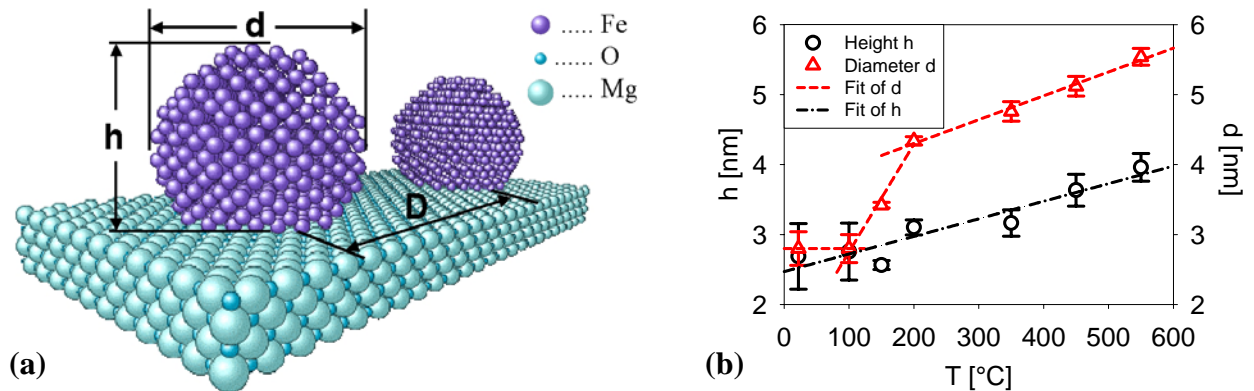 d
h
D
..... Fe
..... O
..... Mg
(a)
6
5
4
3
2
h [nm]
Height h
Diameter d
Fit of d
Fit of h
6
5
4
3
2
d [nm]
0 100 200 300 400 500 600
T [°C]
(b)